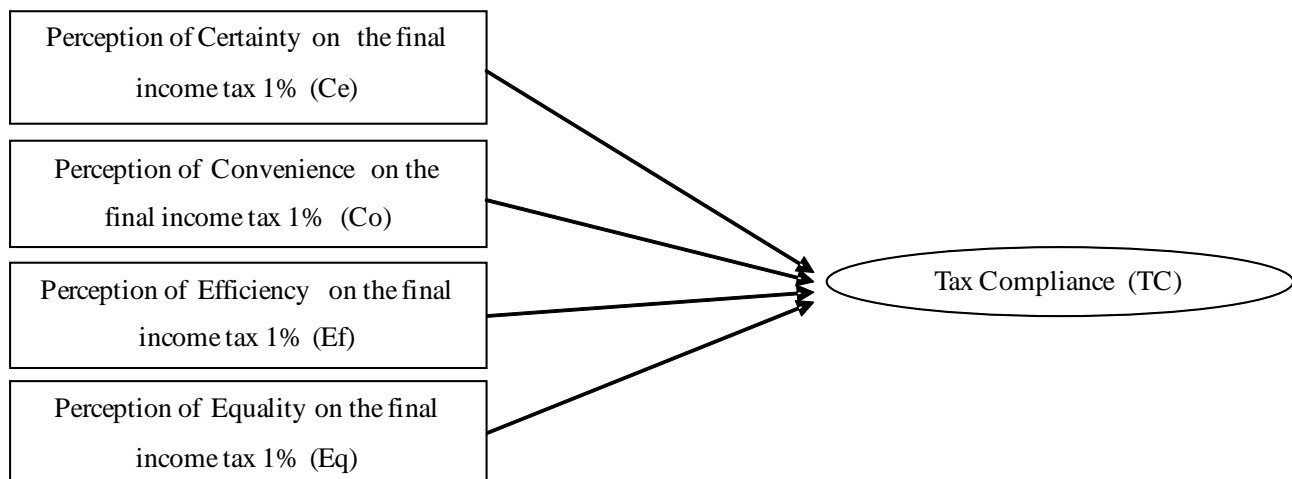 Perception of Certainty on the final
income tax 1% (Ce)
Perception of Convenience on the
final income tax 1% (Co)
Perception of Efficiency on the final
income tax 1% (Ef)
Perception of Equality on the final
income tax 1% (Eq)
Tax Compliance (TC)